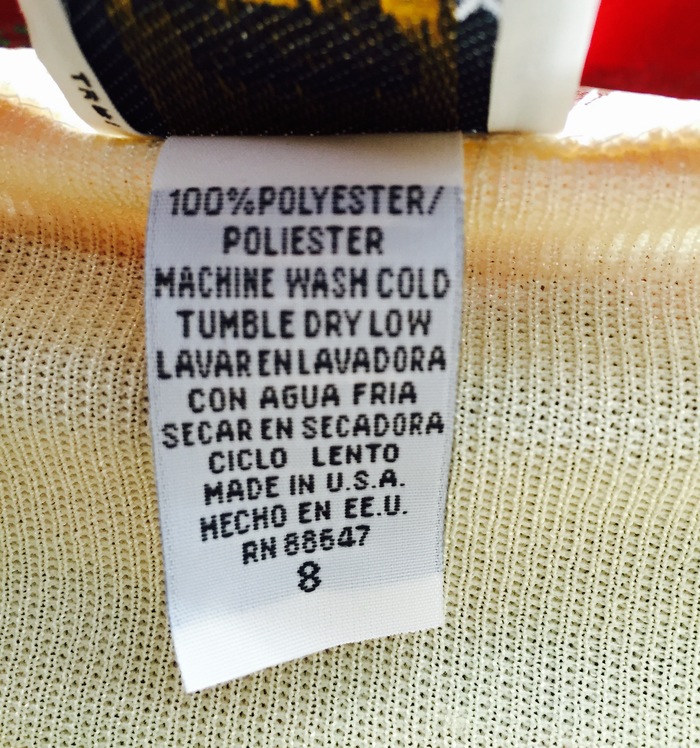 100%POLYESTER/
POLIESTER
MACHINE WASH COLD
TUMBLE DRY LOW
LAVAR EN LAVADORA
CON AGUA FRIA
SECAR EN SECADORA
CICLO LENTO
MADE IN U.S.A.
HECHO EN EE.U.
RN 88647
8